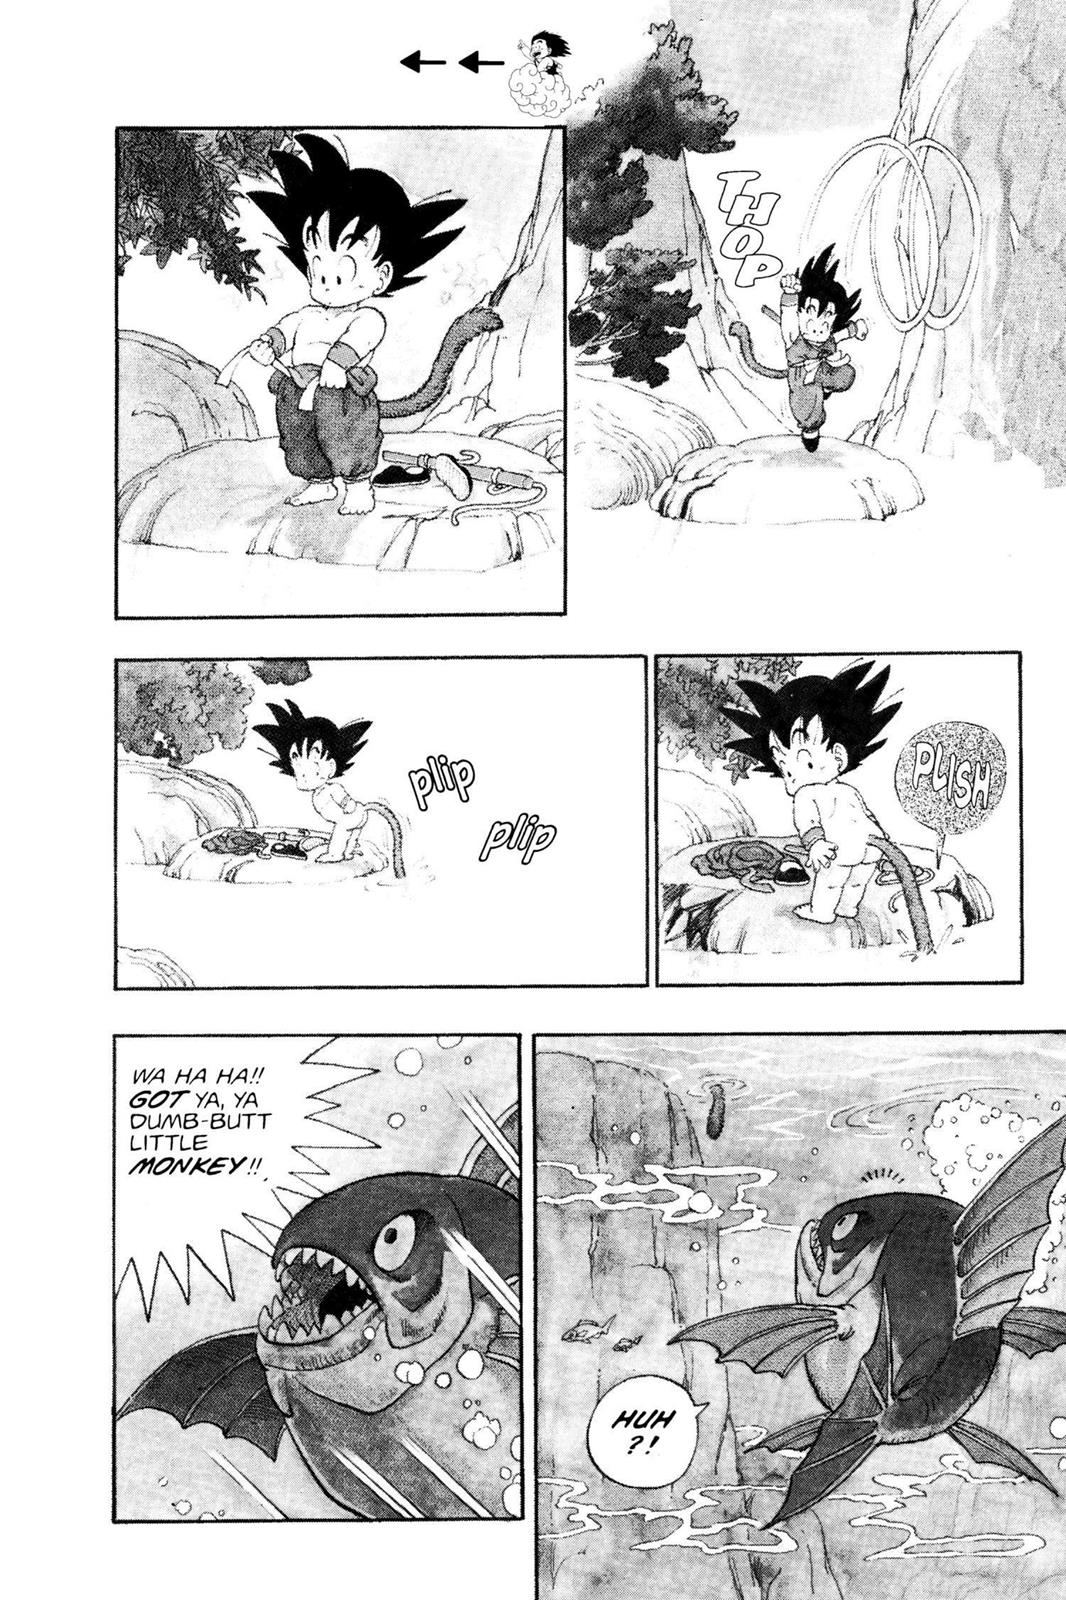 THOP
PLISH
plip
plip
HUH
?!
WA HA HA!!
GOT YA, YA
DUMB-BUTT
LITTLE
MONKEY!!